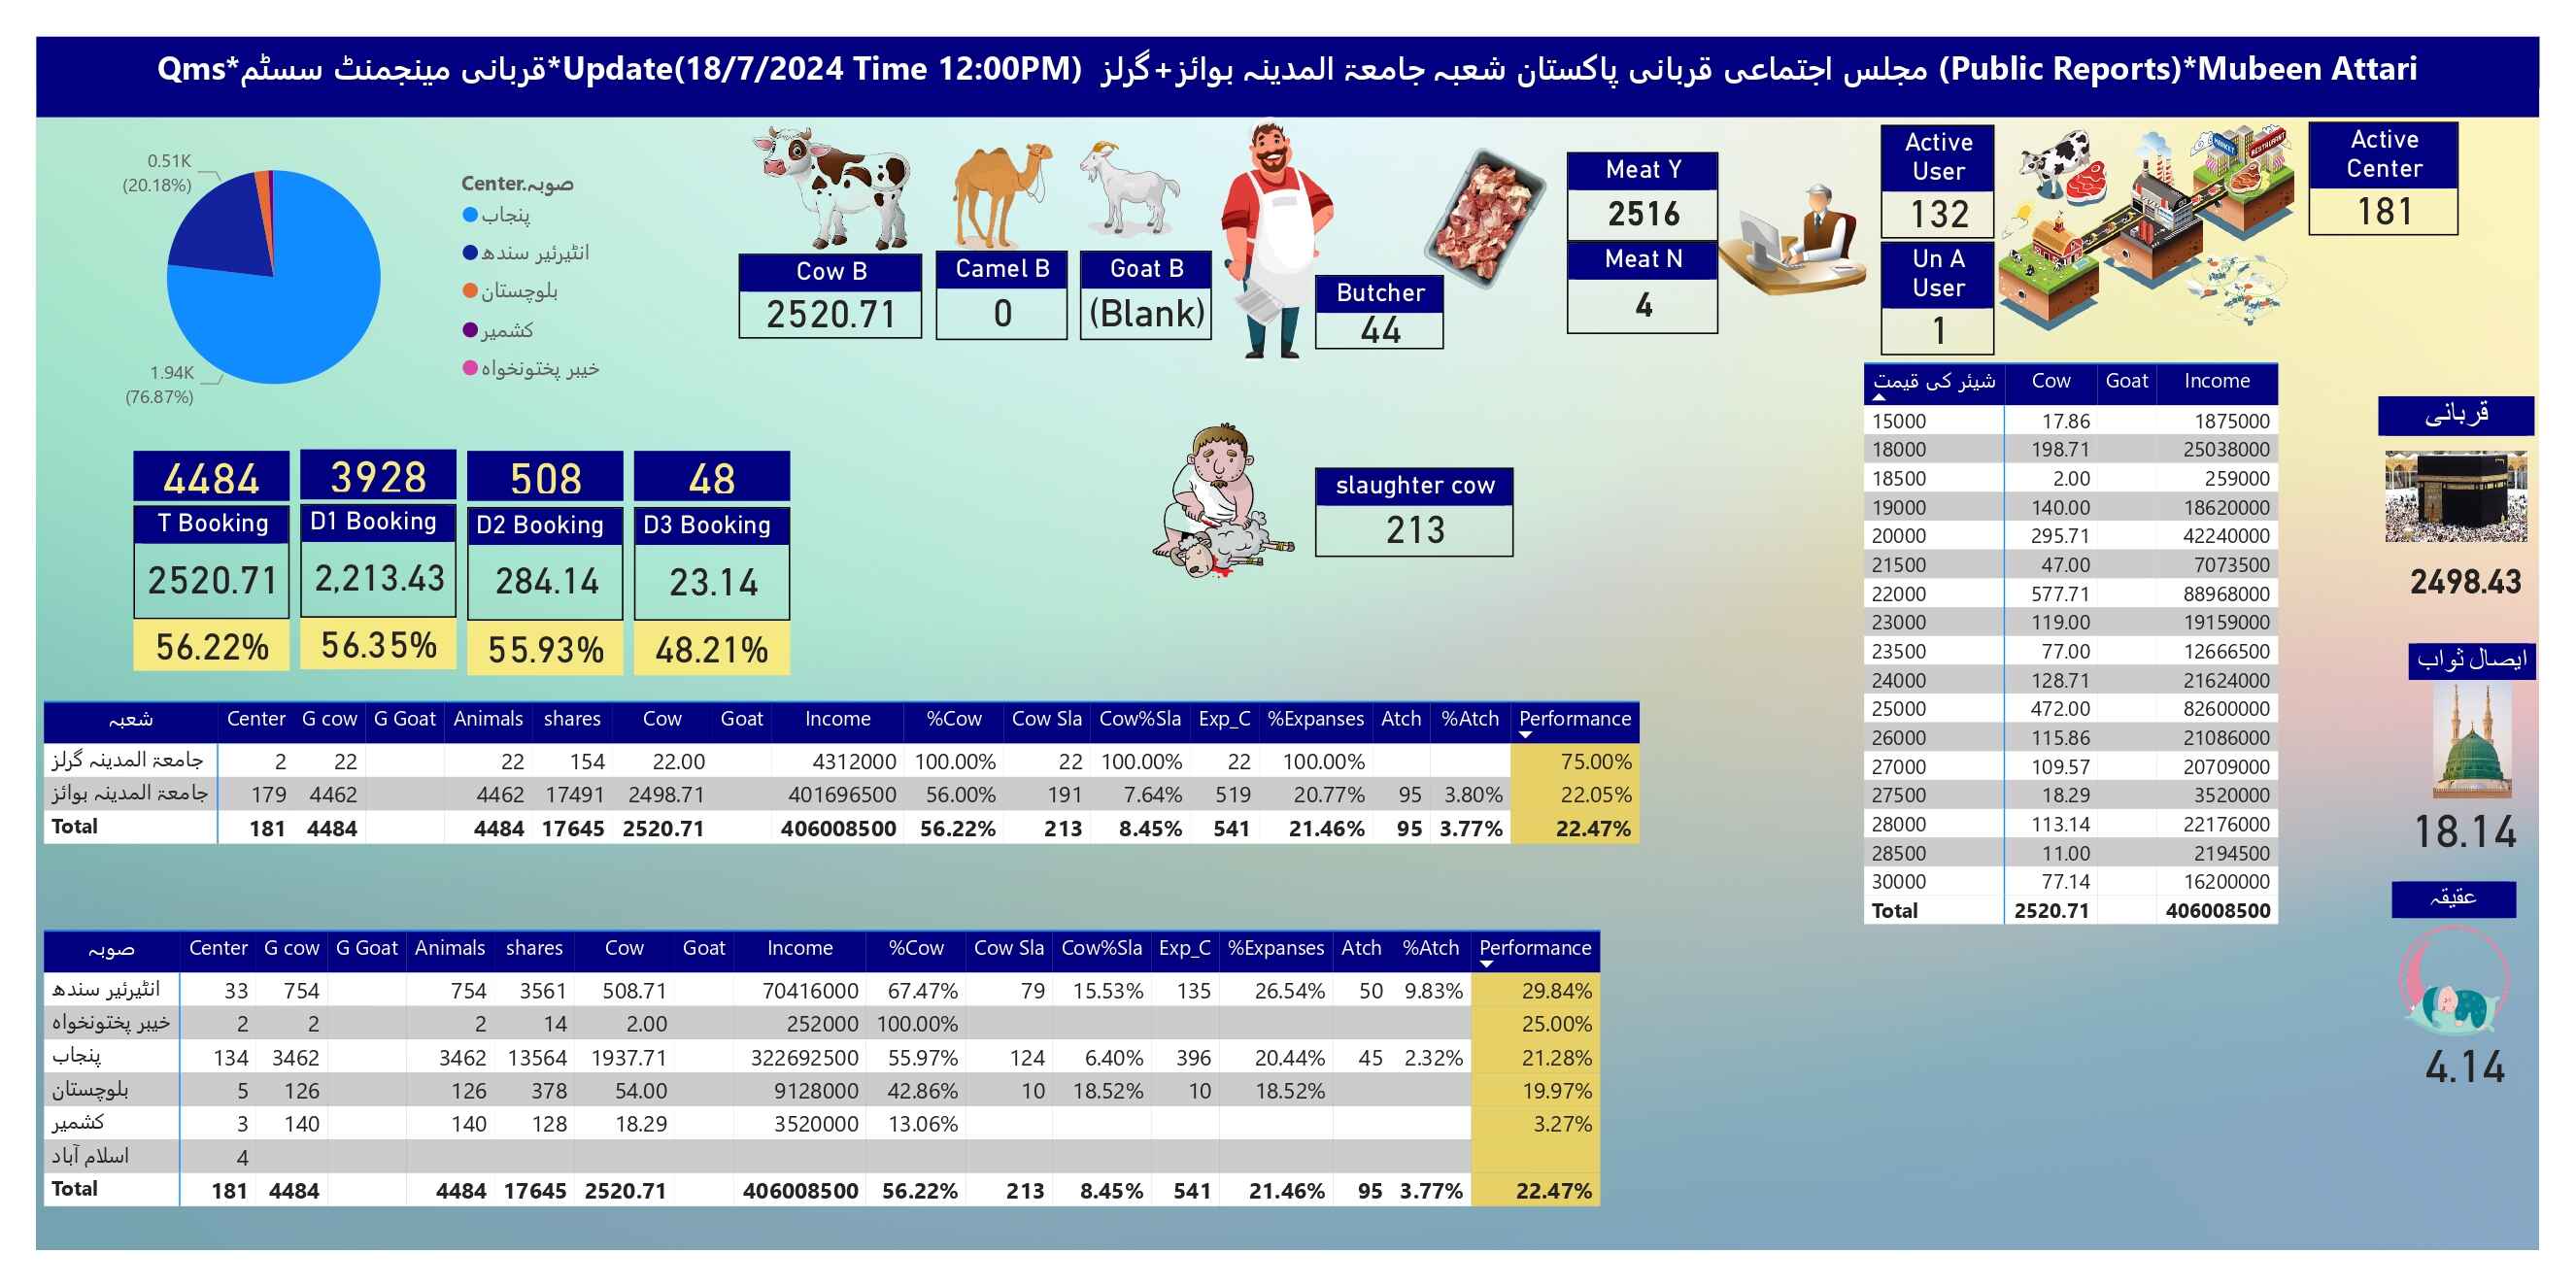 Qms*قربانی مینجمنٹ سسٹم*Update(18/7/2024 Time 12:00PM) مجلس اجتماعی قربانی پاکستان شعبہ جامعۃ المدینہ بوائز+گرلز (Public Reports)*Mubeen Attari
0.51K
(20.18%)
1.94K
(76.87%)
Center.صوبہ
پنجاب
انٹیرئیر سندھ
بلوچستان
کشمیر
خیبر پختونخواہ
Cow B
2520.71
Camel B
0
Goat B
(Blank)
Butcher
44
Meat Y
2516
Meat N
4
Active
User
132
Un A
User
1
MARKET
RESTAURANT
Active
Center
181
slaughter cow
213
4484 3928 508 48
T Booking D1 Booking D2 Booking D3 Booking
2520.71 2,213.43 284.14 23.14
56.22% 56.35% 55.93% 48.21%
شیئر کی قیمت Cow Goat Income
15000 17.86 1875000
18000 198.71 25038000
18500 2.00 259000
19000 140.00 18620000
20000 295.71 42240000
21500 47.00 7073500
22000 577.71 88968000
23000 119.00 19159000
23500 77.00 12666500
24000 128.71 21624000
25000 472.00 82600000
26000 115.86 21086000
27000 109.57 20709000
27500 18.29 3520000
28000 113.14 22176000
28500 11.00 2194500
30000 77.14 16200000
Total 2520.71 406008500
قربانی
2498.43
ایصال ثواب
18.14
عقیقہ
4.14
شعبہ Center G cow G Goat Animals shares Cow Goat Income %Cow Cow Sla Cow%Sla Exp_C %Expanses Atch %Atch Performance
جامعۃ المدینہ گرلز 2 22 22 154 22.00 4312000 100.00% 22 100.00% 22 100.00% 75.00%
جامعۃ المدینہ بوائز 179 4462 4462 17491 2498.71 401696500 56.00% 191 7.64% 519 20.77% 95 3.80% 22.05%
Total 181 4484 4484 17645 2520.71 406008500 56.22% 213 8.45% 541 21.46% 95 3.77% 22.47%
صوبہ Center G cow G Goat Animals shares Cow Goat Income %Cow Cow Sla Cow%Sla Exp_C %Expanses Atch %Atch Performance
انٹیرئیر سندھ 33 754 754 3561 508.71 70416000 67.47% 79 15.53% 135 26.54% 50 9.83% 29.84%
خیبر پختونخواہ 2 2 2 14 2.00 252000 100.00% 25.00%
پنجاب 134 3462 3462 13564 1937.71 322692500 55.97% 124 6.40% 396 20.44% 45 2.32% 21.28%
بلوچستان 5 126 126 378 54.00 9128000 42.86% 10 18.52% 10 18.52% 19.97%
کشمیر 3 140 140 128 18.29 3520000 13.06% 3.27%
اسلام آباد 4
Total 181 4484 4484 17645 2520.71 406008500 56.22% 213 8.45% 541 21.46% 95 3.77% 22.47%